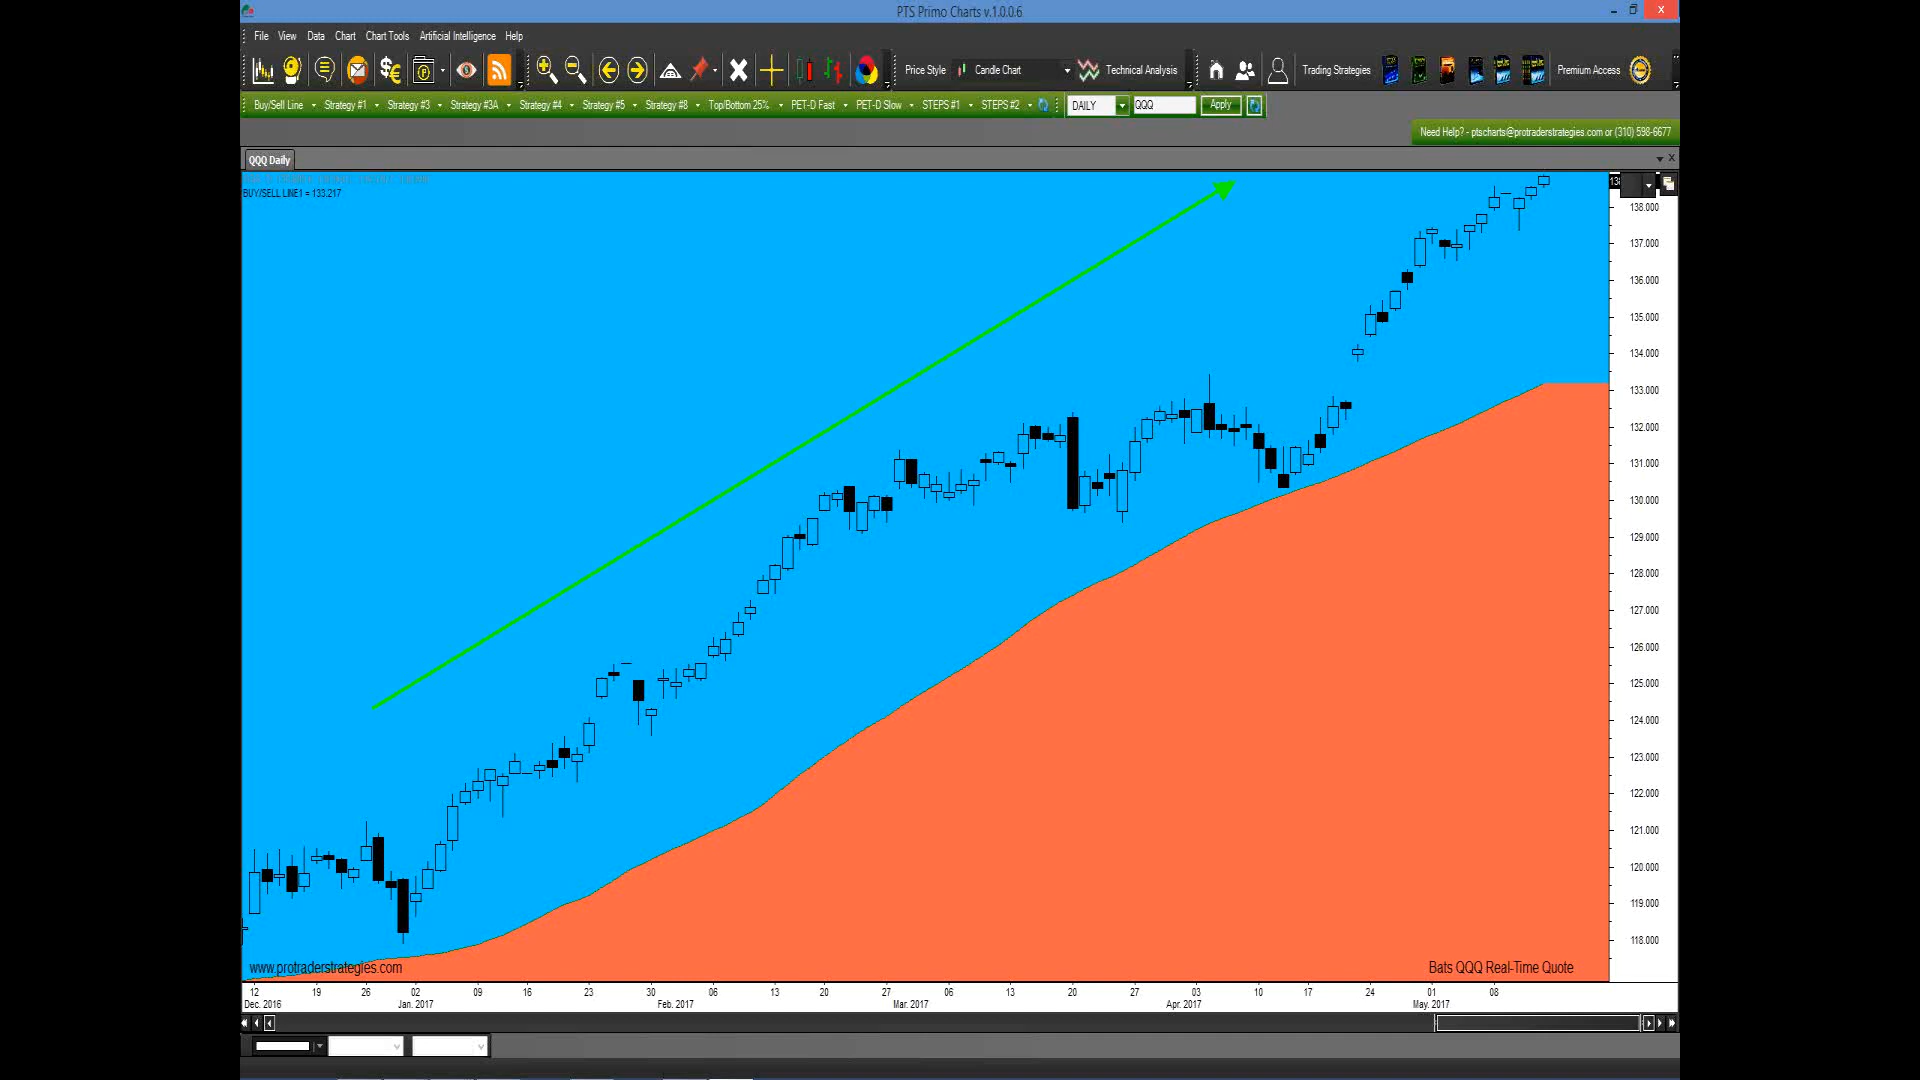 PTS Primo Charts v.1.0.0.6
File View Data Chart Chart Tools Artificial Intelligence Help
Price Style Candle Chart Technical Analysis Trading Strategies Premium Access
Buy/Sell Line Strategy #1 Strategy #3 Strategy #3A Strategy #4 Strategy #5 Strategy #8 Top/Bottom 25% PET-D Fast PET-D Slow STEPS #1 STEPS #2 DAILY QQQ Apply
Need Help? - ptscharts@protraderstrategies.com or (310) 598-6677
QQQ Daily
BUY/SELL LINE1 = 133.217
138.000
137.000
136.000
135.000
134.000
133.000
132.000
131.000
130.000
129.000
128.000
127.000
126.000
125.000
124.000
123.000
122.000
121.000
120.000
119.000
118.000
www.protraderstrategies.com
Bats QQQ Real-Time Quote
12 19 26 02 09 16 23 30 06 13 20 27 06 13 20 27 03 10 17 24 01 08
Dec. 2016 Jan. 2017 Feb. 2017 Mar. 2017 Apr. 2017 May. 2017